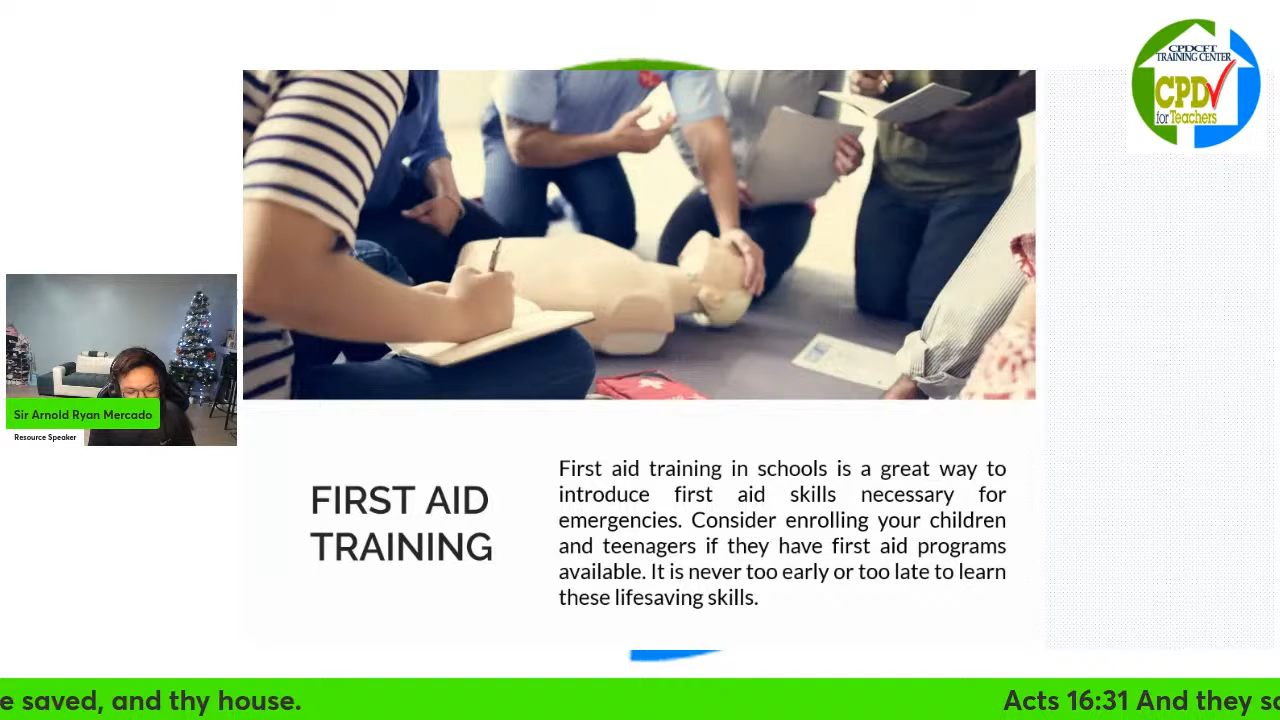 CPDCFT
TRAINING CENTER
CPD
for Teachers
Sir Arnold Ryan Mercado
Resource Speaker
FIRST AID
TRAINING
First aid training in schools is a great way to
introduce first aid skills necessary for
emergencies. Consider enrolling your children
and teenagers if they have first aid programs
available. It is never too early or too late to learn
these lifesaving skills.
e saved, and thy house.
Acts 16:31 And they sa